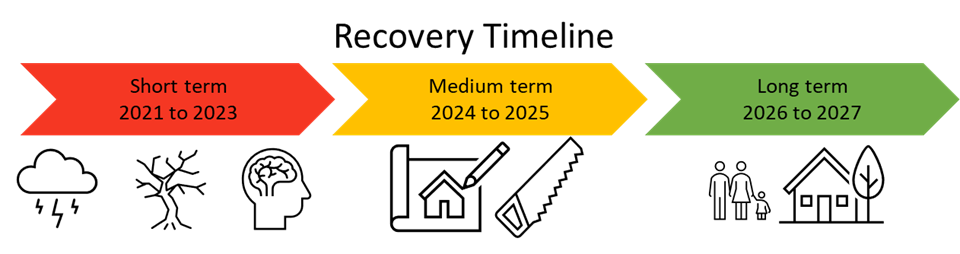 Recovery Timeline
Short term
2021 to 2023
Medium term
2024 to 2025
Long term
2026 to 2027